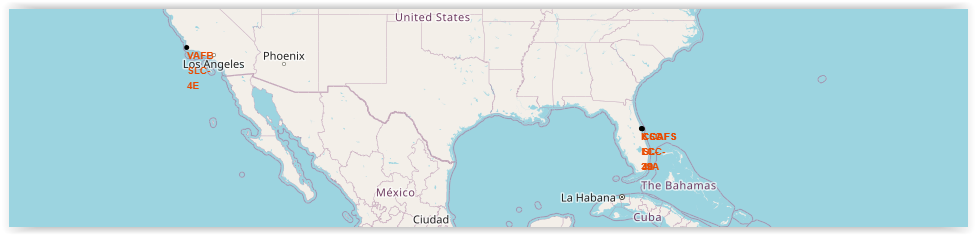 United States
VAFB
Phoenix
Los Angeles
SLC-
4E
The Bahamas
México
La Habana
Ciudad
Cuba